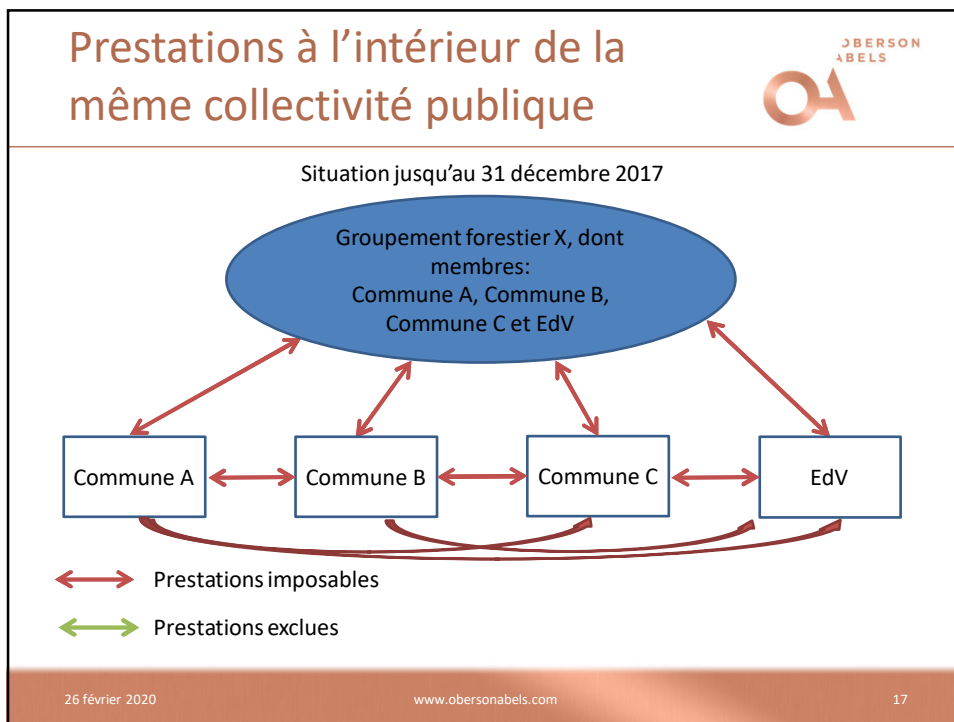 Prestations à l'intérieur de la
même collectivité publique
OBERSON
ABELS
OA
Situation jusqu'au 31 décembre 2017
Groupement forestier X, dont
membres:
Commune A, Commune B,
Commune C et EdV
Commune A
Commune B
Commune C
EdV
Prestations imposables
Prestations exclues
26 février 2020
www.obersonabels.com
17